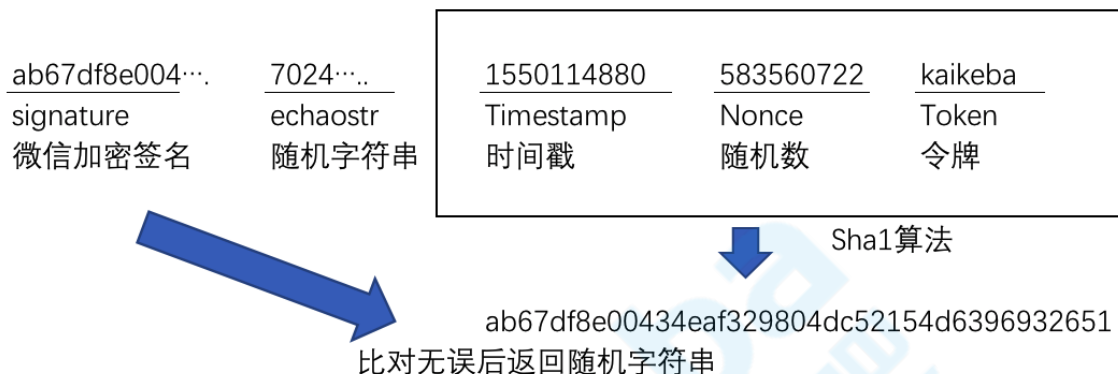 ab67df8e004…. 7024….. 1550114880 583560722 kaikeba
signature echaostr Timestamp Nonce Token
微信加密签名 随机字符串 时间戳 随机数 令牌
Sha1算法
ab67df8e00434eaf329804dc52154d6396932651
比对无误后返回随机字符串